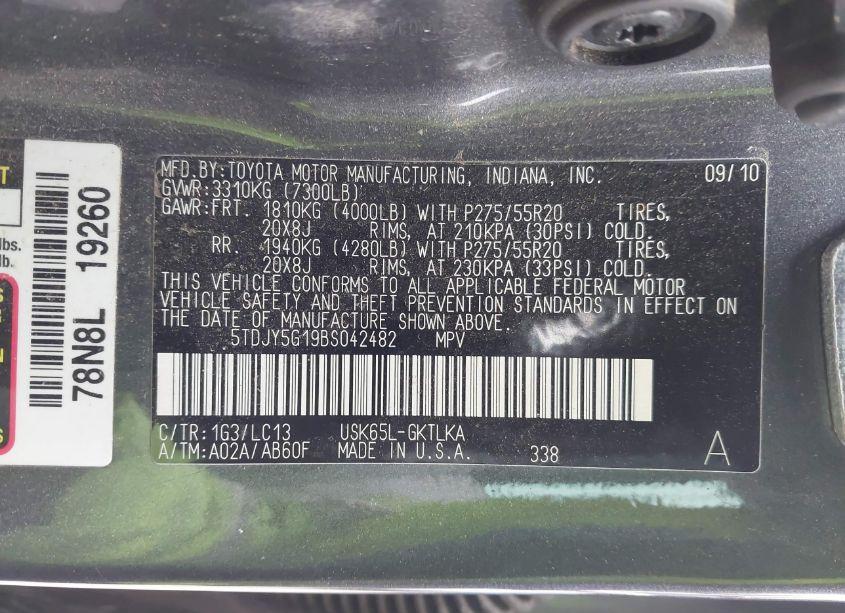 MFD.BY:TOYOTA MOTOR MANUFACTURING, INDIANA, INC. 09/10
GVWR:3310KG (7300LB)
GAWR:FRT. 1810KG (4000LB) WITH P275/55R20 TIRES,
20X8J RIMS, AT 210KPA (30PSI) COLD.
RR. 1940KG (4280LB) WITH P275/55R20 TIRES,
20X8J RIMS, AT 230KPA (33PSI) COLD.
THIS VEHICLE CONFORMS TO ALL APPLICABLE FEDERAL MOTOR
VEHICLE SAFETY AND THEFT PREVENTION STANDARDS IN EFFECT ON
THE DATE OF MANUFACTURE SHOWN ABOVE.
5TDJY5G19BS042482 MPV
C/TR:1G3/LC13 USK65L-GKTLKA
A/TM:A02A/AB60F MADE IN U.S.A. 338 A
78N8L 19260
lbs.
lb.